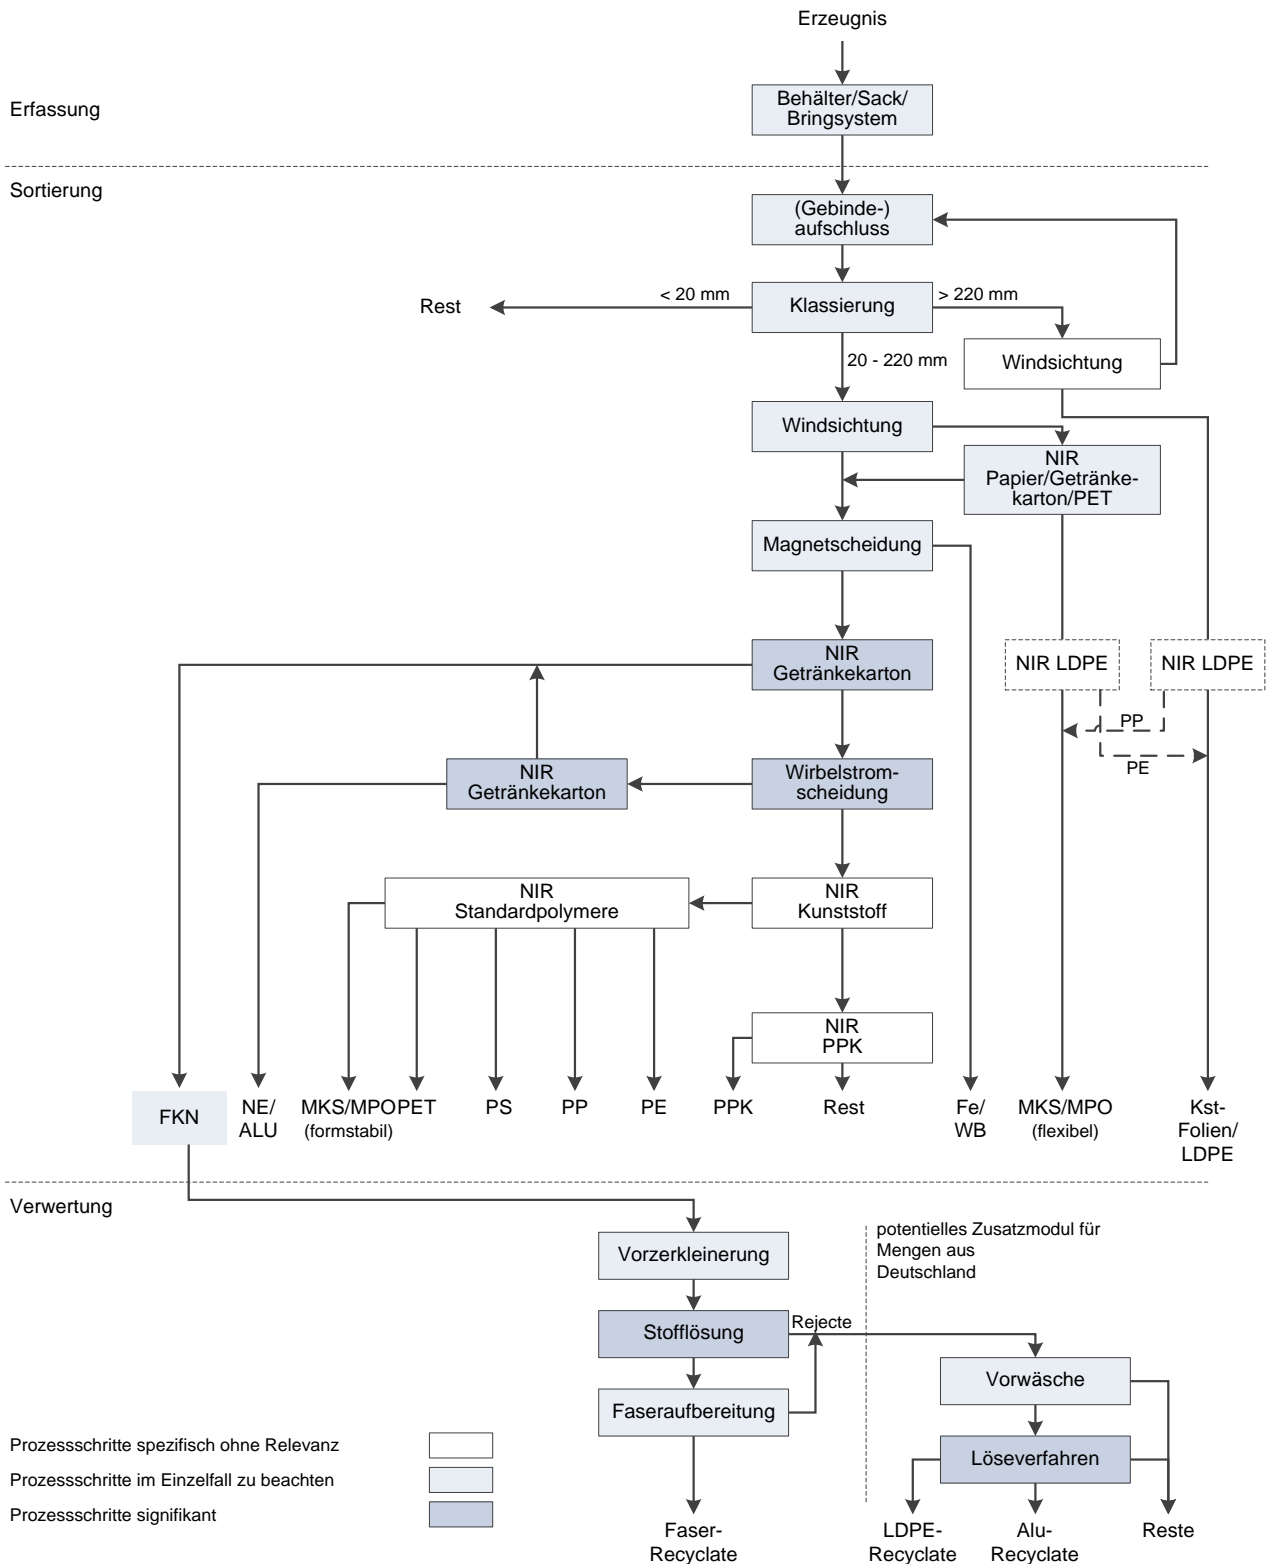 Erzeugnis
Erfassung
Behälter/Sack/
Bringsystem
Sortierung
(Gebinde-)
aufschluss
Rest
< 20 mm
Klassierung
> 220 mm
20 - 220 mm
Windsichtung
Windsichtung
NIR
Papier/Getränke-
karton/PET
Magnetscheidung
NIR
Getränkekarton
NIR LDPE
NIR LDPE
PP
PE
NIR
Getränkekarton
Wirbelstrom-
scheidung
NIR
Standardpolymere
NIR
Kunststoff
NIR
PPK
FKN
NE/
ALU
MKS/MPO
(formstabil)
PET
PS
PP
PE
PPK
Rest
Fe/
WB
MKS/MPO
(flexibel)
Kst-
Folien/
LDPE
Verwertung
potentielles Zusatzmodul für
Mengen aus
Deutschland
Vorzerkleinerung
Stofflösung
Rejecte
Faseraufbereitung
Vorwäsche
Löseverfahren
Prozessschritte spezifisch ohne Relevanz
Prozessschritte im Einzelfall zu beachten
Prozessschritte signifikant
Faser-
Recyclate
LDPE-
Recyclate
Alu-
Recyclate
Reste